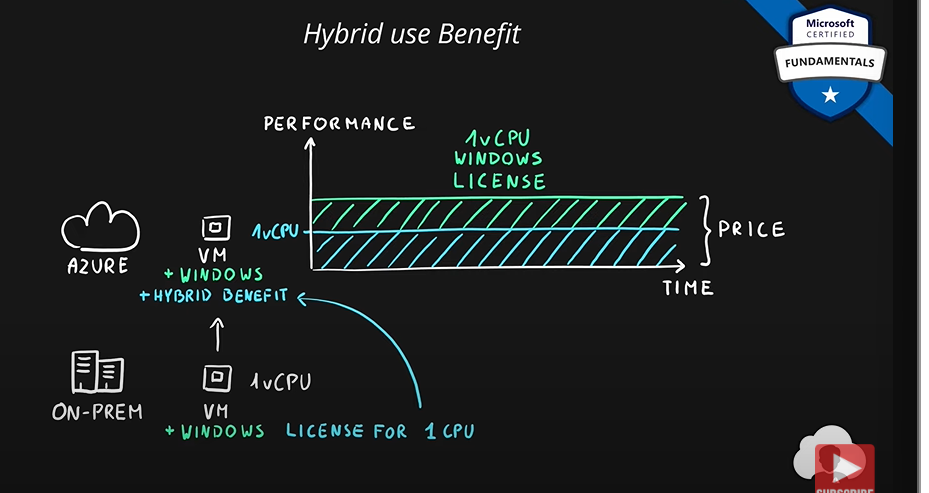 Hybrid use Benefit
Microsoft
CERTIFIED
FUNDAMENTALS
PERFORMANCE
1vCPU
WINDOWS
LICENSE
1vCPU
PRICE
TIME
AZURE
VM
+ WINDOWS
+ HYBRID BENEFIT
ON-PREM
1vCPU
VM
+ WINDOWS LICENSE FOR 1 CPU
SUBSCRIBE